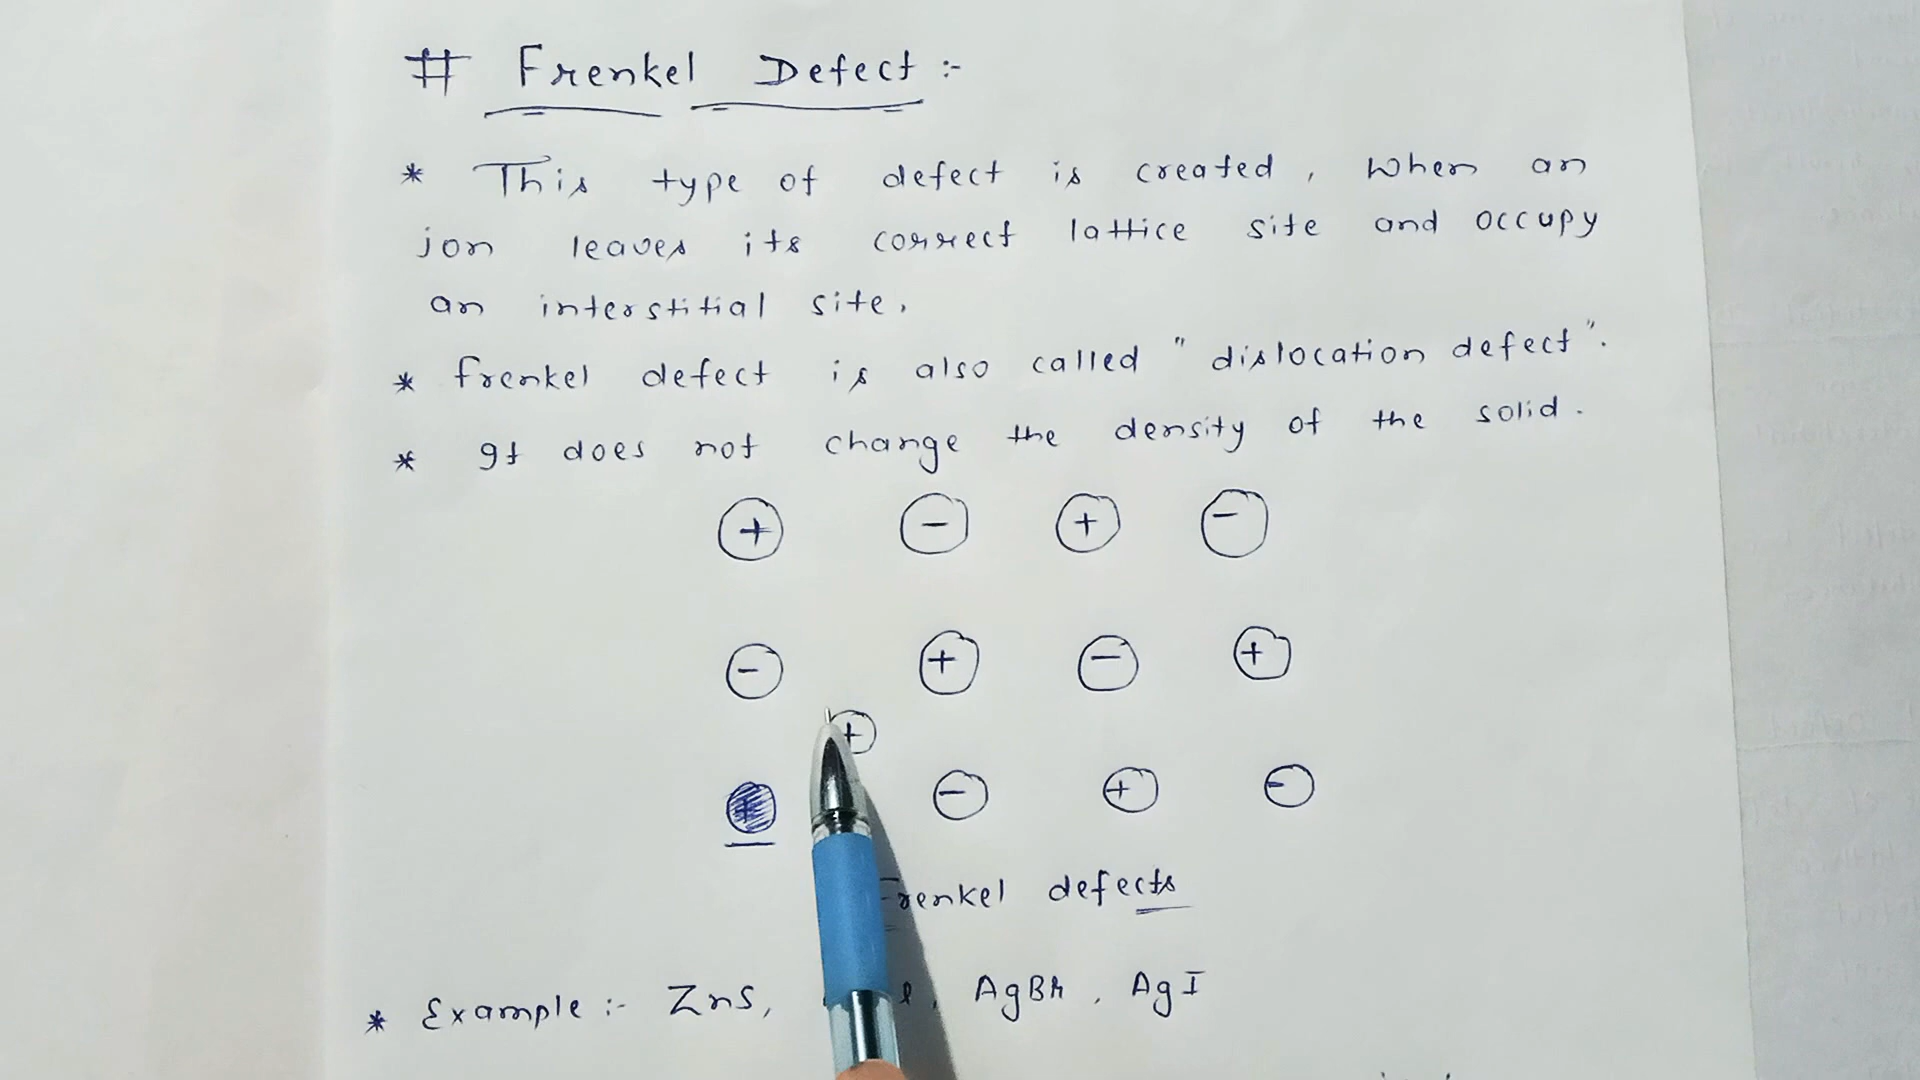 # Frenkel Defect :-
* This type of defect is created, when an
ion leaves its correct lattice site and occupy
an interstitial site.
* frenkel defect is also called "dislocation defect".
* It does not change the density of the solid.
+ - + -
- + - +
+
+ - + -
Frenkel defects
* Example :- ZnS, AgBr, AgI